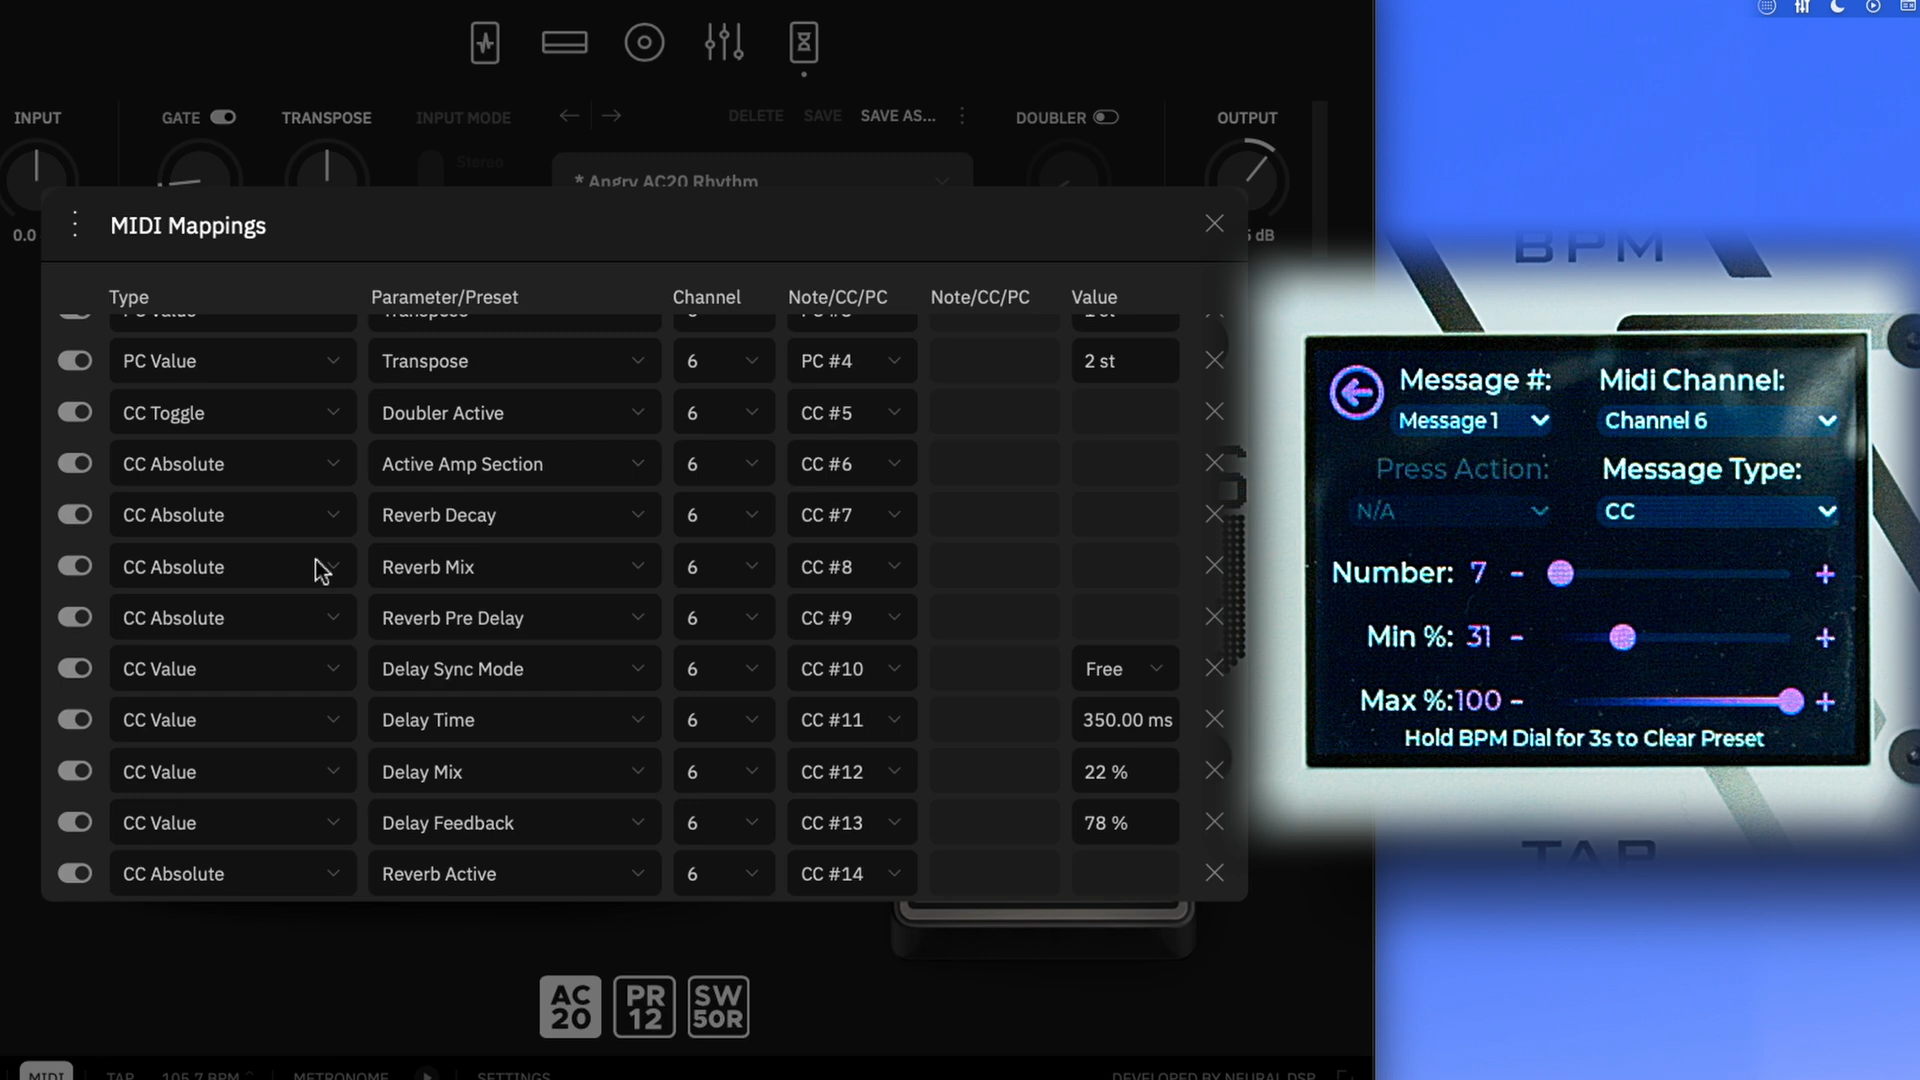 INPUT
GATE
TRANSPOSE
INPUT MODE
Stereo
DELETE
SAVE
SAVE AS...
* Angry AC20 Rhythm
DOUBLER
OUTPUT
0.0
dB
MIDI Mappings
Type Parameter/Preset Channel Note/CC/PC Note/CC/PC Value
PC Value Transpose 6 PC #4 2 st
CC Toggle Doubler Active 6 CC #5
CC Absolute Active Amp Section 6 CC #6
CC Absolute Reverb Decay 6 CC #7
CC Absolute Reverb Mix 6 CC #8
CC Absolute Reverb Pre Delay 6 CC #9
CC Value Delay Sync Mode 6 CC #10 Free
CC Value Delay Time 6 CC #11 350.00 ms
CC Value Delay Mix 6 CC #12 22 %
CC Value Delay Feedback 6 CC #13 78 %
CC Absolute Reverb Active 6 CC #14
AC
20
PR
12
SW
50R
MIDI TAP 105.7 BPM METRONOME SETTINGS DEVELOPED BY NEURAL DSP
BPM
Message #: Midi Channel:
Message 1 Channel 6
Press Action: Message Type:
N/A CC
Number: 7 - +
Min %: 31 - +
Max %:100 - +
Hold BPM Dial for 3s to Clear Preset
TAP